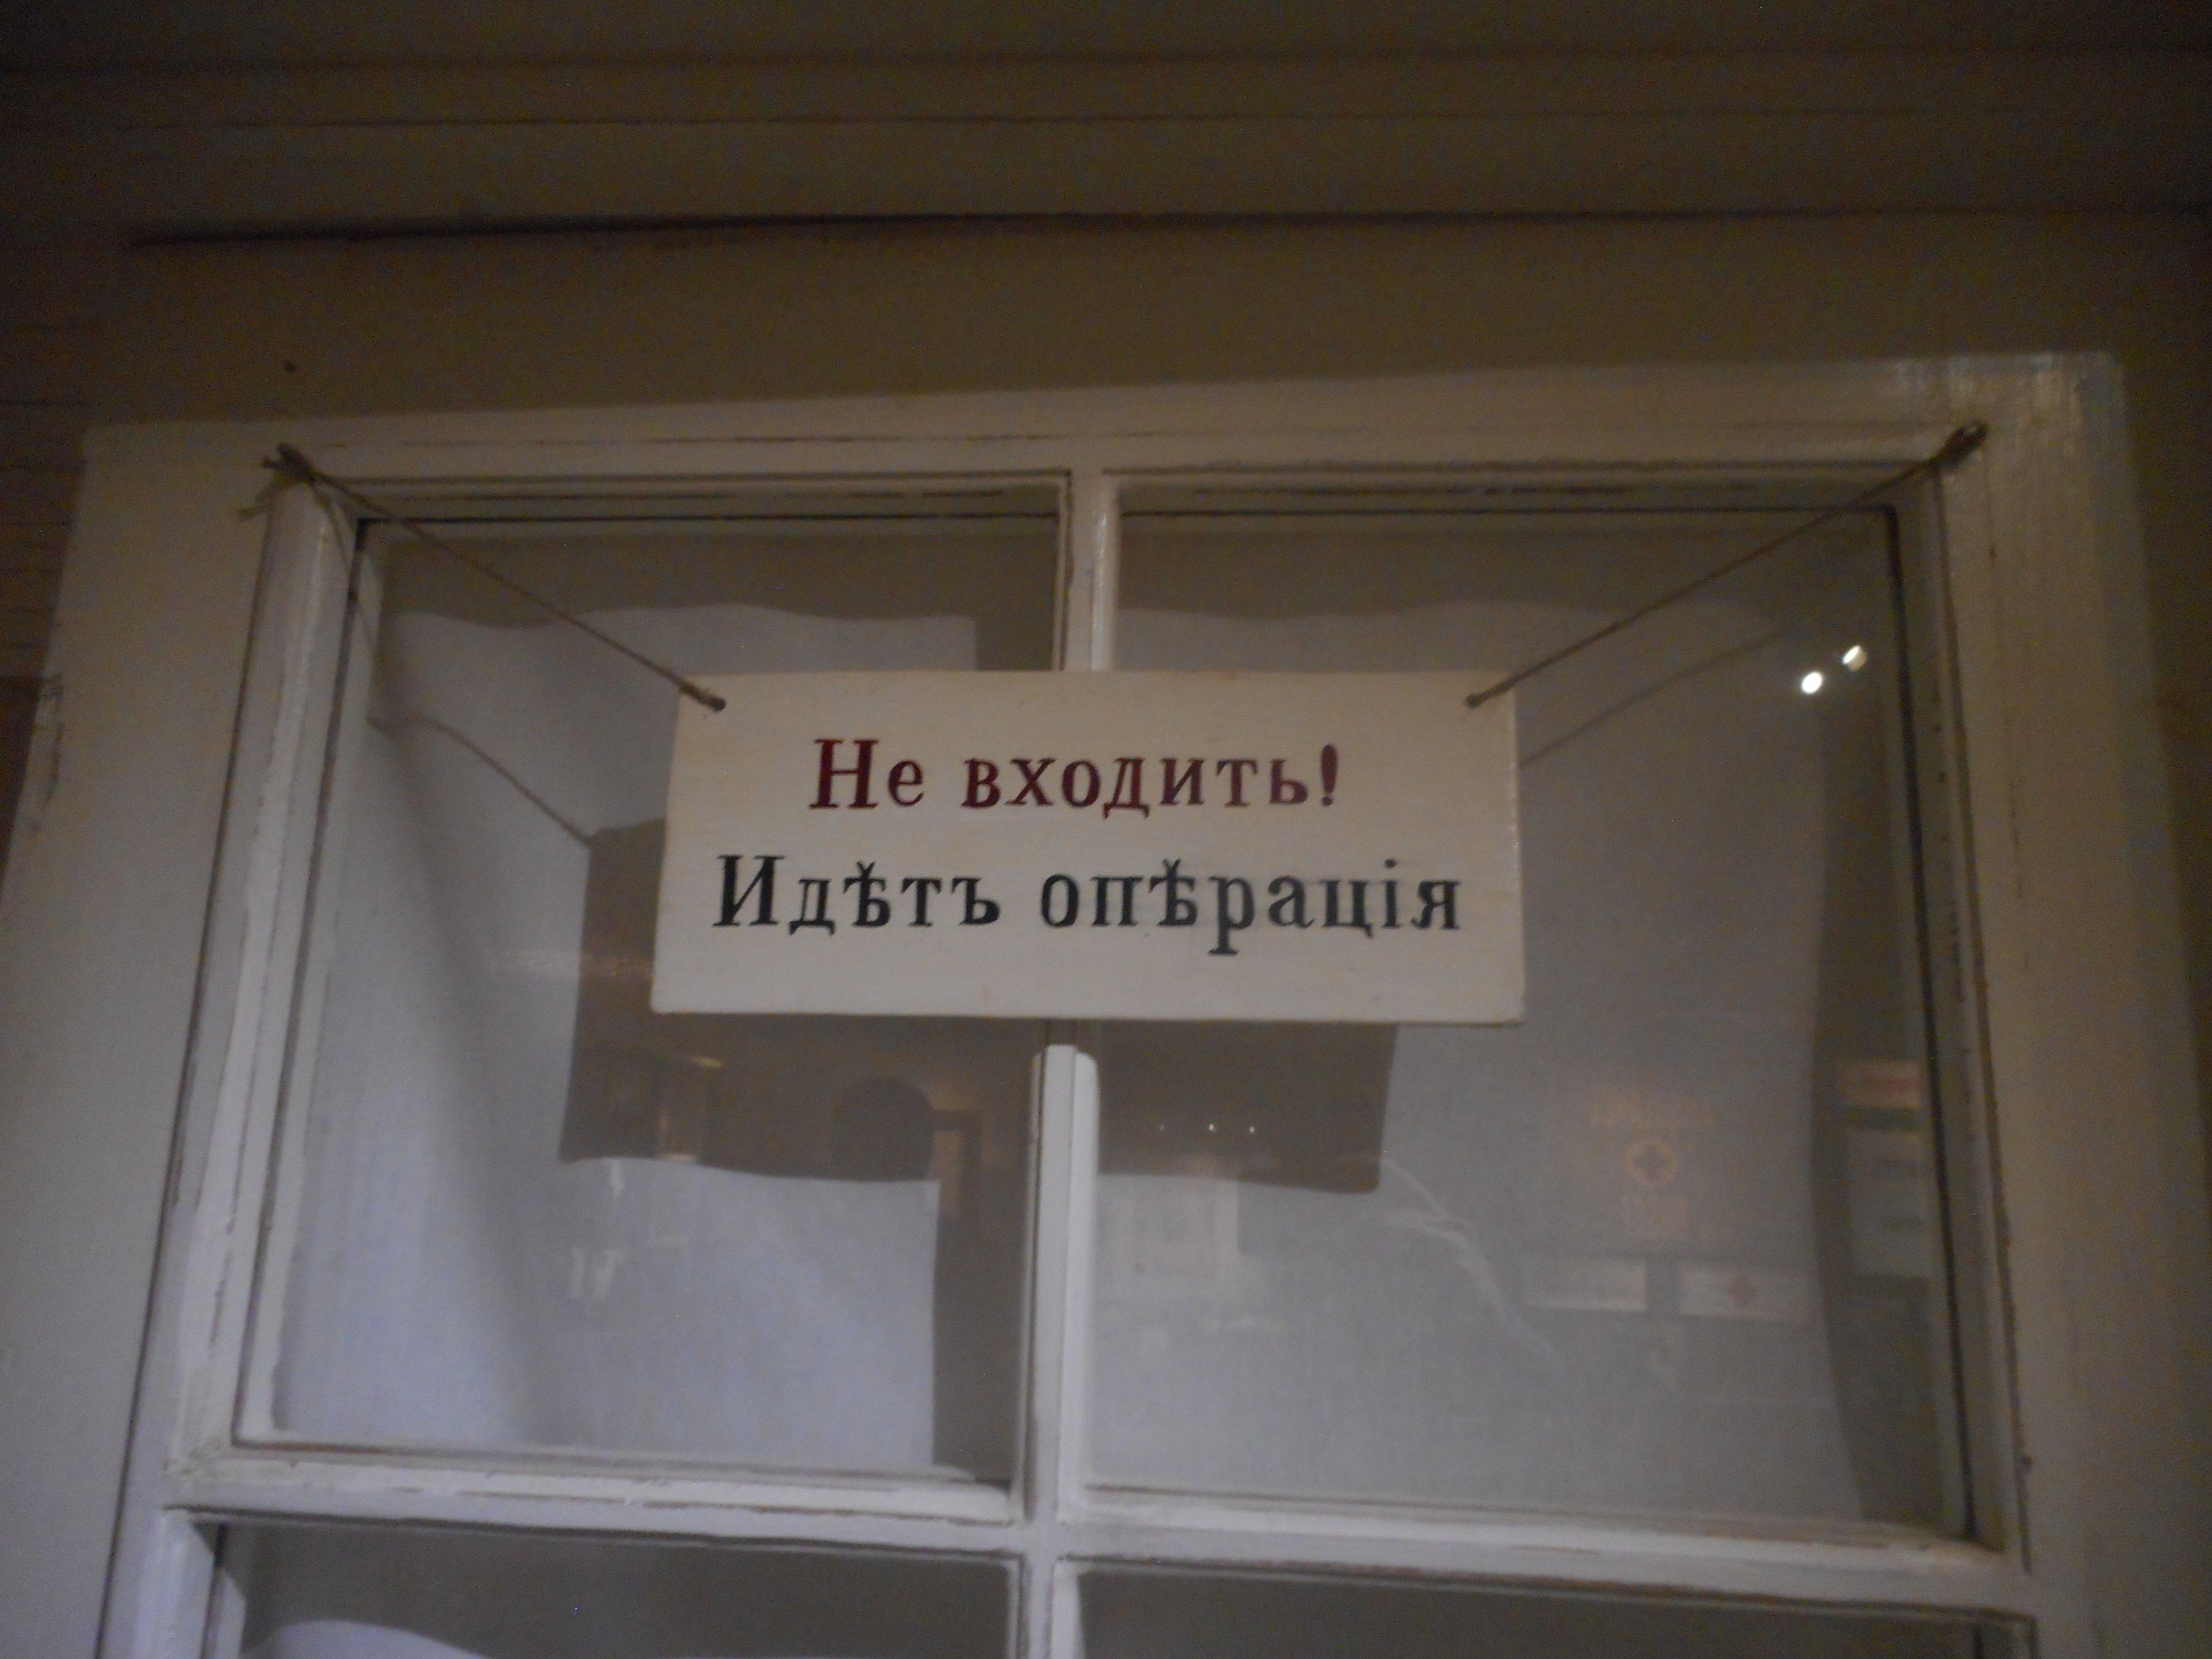 Не входить!
Идѣтъ опѣрація